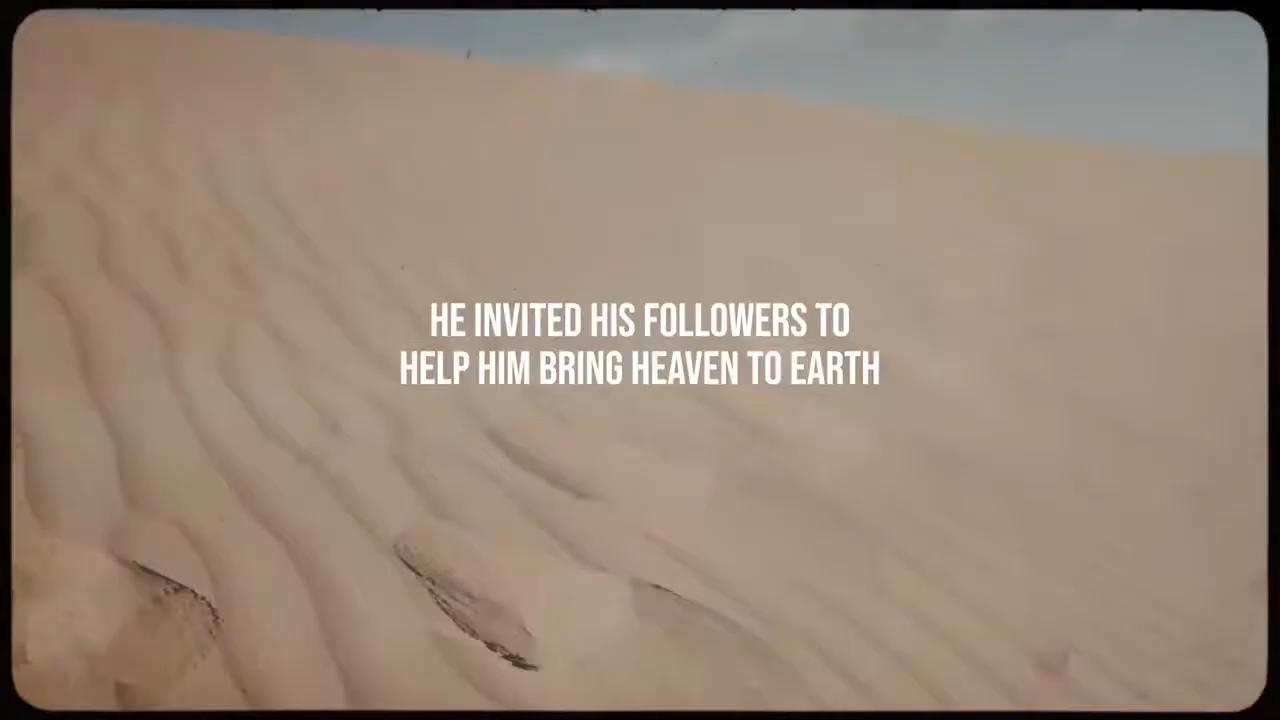 HE INVITED HIS FOLLOWERS TO
HELP HIM BRING HEAVEN TO EARTH